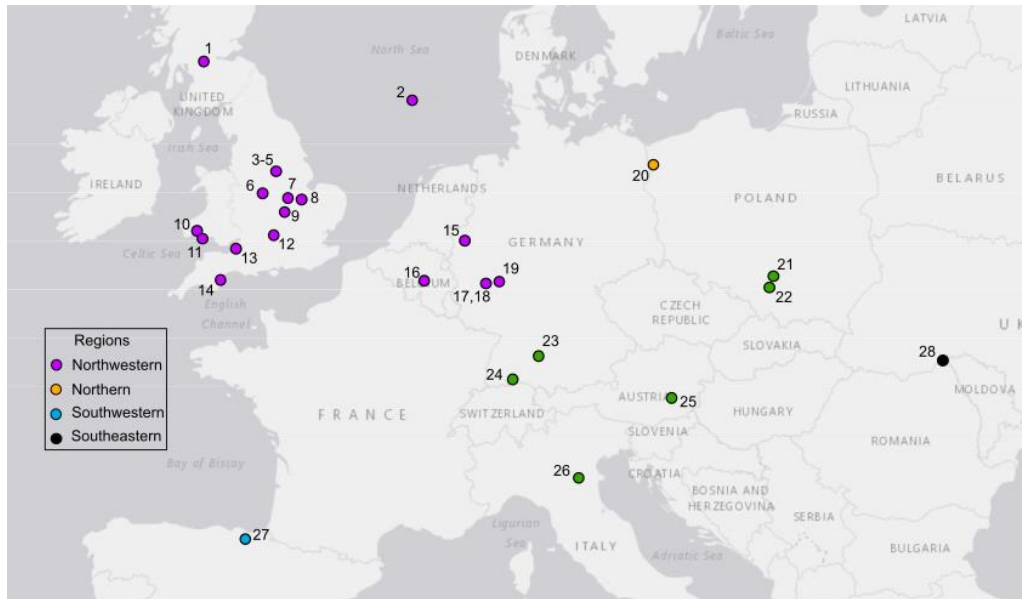 LATVIA
1
North Sea
DENMARK
Baltic Sea
LITHUANIA
2
UNITED
KINGDOM
RUSSIA
Irish Sea
3-5
20
BELARUS
IRELAND
6
7
8
NETHERLANDS
POLAND
9
10
15
GERMANY
11
12
Celtic Sea
13
16
BELGIUM
19
21
14
17,18
22
English
Channel
CZECH
REPUBLIC
U K
Regions
Northwestern
Northern
Southwestern
Southeastern
23
SLOVAKIA
28
24
MOLDOVA
FRANCE
SWITZERLAND
AUSTRIA
25
HUNGARY
SLOVENIA
ROMANIA
Bay of Biscay
26
CROATIA
BOSNIA AND
HERZEGOVINA
SERBIA
27
Ligurian
Sea
ITALY
Adriatic Sea
BULGARIA